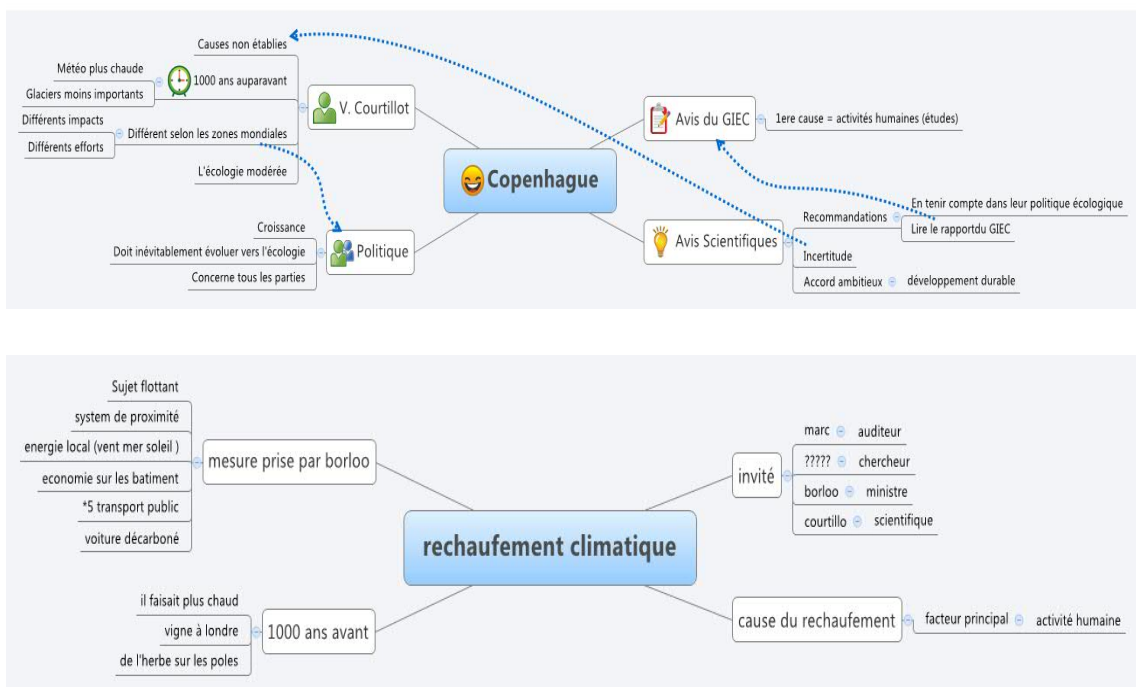 Causes non établies
Météo plus chaude
1000 ans auparavant
Glaciers moins importants
V. Courtillot
Différents impacts
Différent selon les zones mondiales
Différents efforts
L'écologie modérée
Croissance
Doit inévitablement évoluer vers l'écologie
Politique
Concerne tous les parties
Copenhague
Avis du GIEC
1ere cause = activités humaines (études)
En tenir compte dans leur politique écologique
Recommandations
Lire le rapportdu GIEC
Avis Scientifiques
Incertitude
Accord ambitieux
développement durable
Sujet flottant
system de proximité
energie local (vent mer soleil )
mesure prise par borloo
economie sur les batiment
*5 transport public
voiture décarboné
il faisait plus chaud
vigne à londre
1000 ans avant
de l'herbe sur les poles
rechaufement climatique
marc auditeur
????? chercheur
invité
borloo ministre
courtillo scientifique
cause du rechaufement
facteur principal
activité humaine